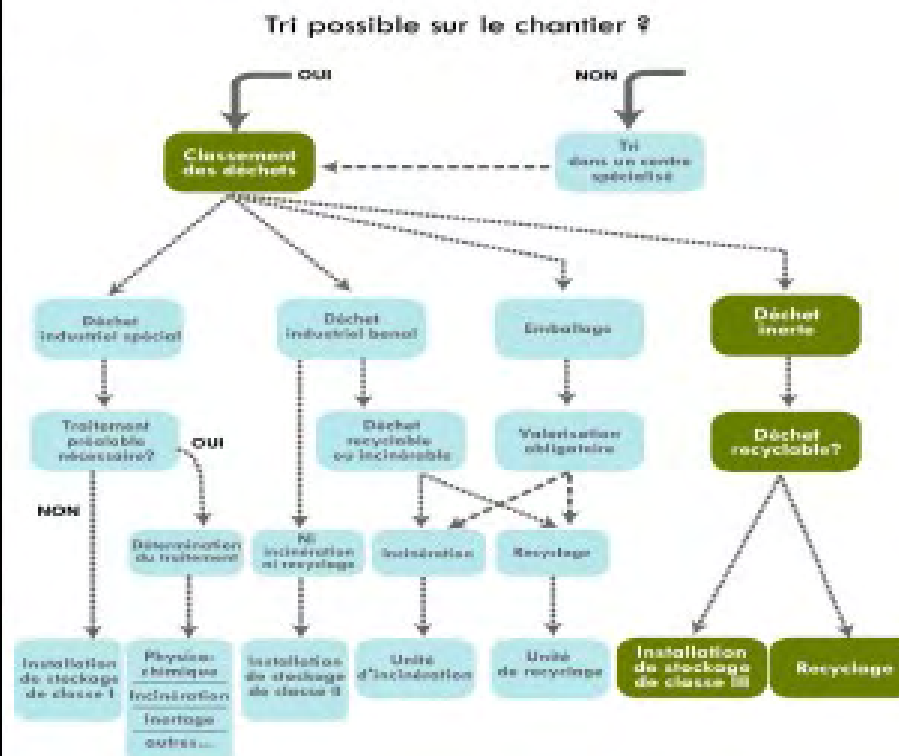 Tri possible sur le chantier ?
OUI
NON
Classement
des déchets
Tri
dans un centre
spécialisé
Déchet
industriel spécial
Déchet
industriel banal
Emballage
Déchet
inerte
Traitement
préalable
nécessaire?
OUI
Déchet
recyclable
ou incinérable
Valorisation
obligatoire
Déchet
recyclable?
NON
Détermination
du traitement
Ni
incinération
ni recyclage
Incinération
Recyclage
Installation
de stockage
de classe I
Physico-
chimique
Incinération
Inertage
autres...
Installation
de stockage
de classe II
Unité
d'incinération
Unité
de recyclage
Installation
de stockage
de classe III
Recyclage